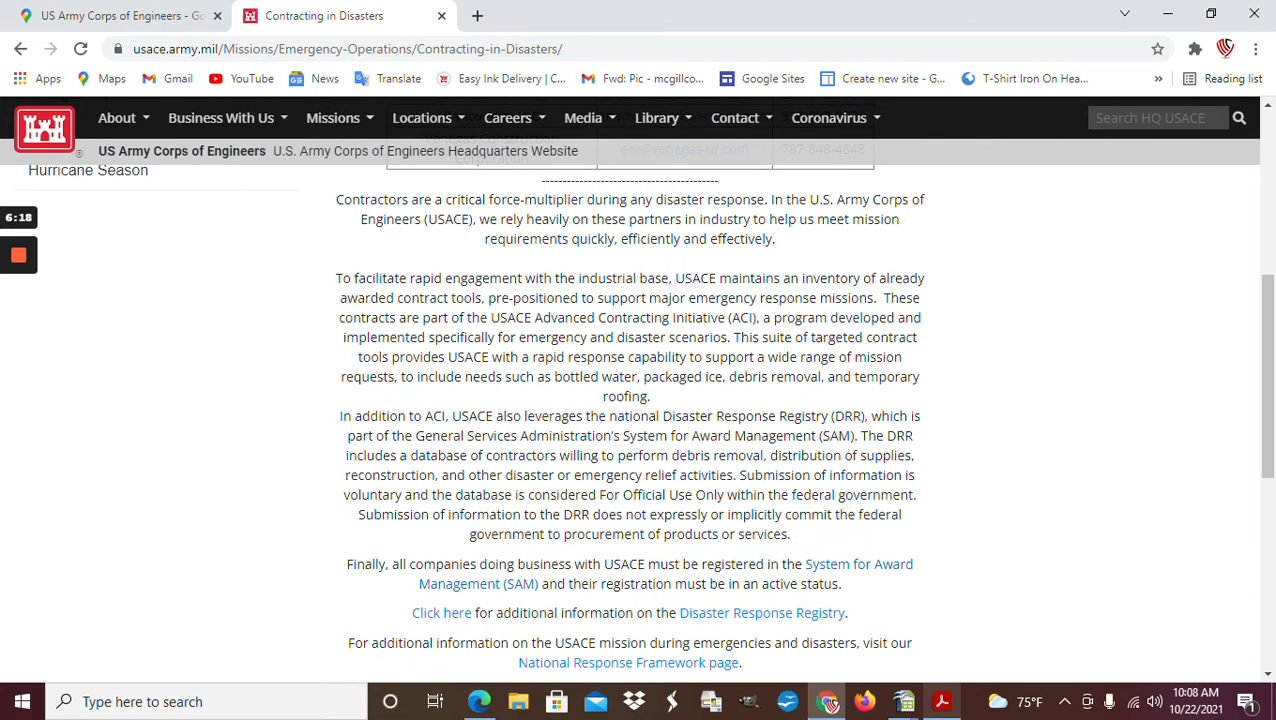 US Army Corps of Engineers - Go
Contracting in Disasters
usace.army.mil/Missions/Emergency-Operations/Contracting-in-Disasters/
Apps Maps Gmail YouTube News Translate Easy Ink Delivery | C... Fwd: Pic - mcgillco... Google Sites Create new site - G... T-Shirt Iron On Hea... » Reading list
About Business With Us Missions Locations Careers Media Library Contact Coronavirus Search HQ USACE
US Army Corps of Engineers U.S. Army Corps of Engineers Headquarters Website
Venegas Construction Corporation 787-848-4848
Hurricane Season
------------------------------------------
Contractors are a critical force-multiplier during any disaster response. In the U.S. Army Corps of
Engineers (USACE), we rely heavily on these partners in industry to help us meet mission
requirements quickly, efficiently and effectively.
6:18
To facilitate rapid engagement with the industrial base, USACE maintains an inventory of already
awarded contract tools, pre-positioned to support major emergency response missions. These
contracts are part of the USACE Advanced Contracting Initiative (ACI), a program developed and
implemented specifically for emergency and disaster scenarios. This suite of targeted contract
tools provides USACE with a rapid response capability to support a wide range of mission
requests, to include needs such as bottled water, packaged ice, debris removal, and temporary
roofing.
In addition to ACI, USACE also leverages the national Disaster Response Registry (DRR), which is
part of the General Services Administration's System for Award Management (SAM). The DRR
includes a database of contractors willing to perform debris removal, distribution of supplies,
reconstruction, and other disaster or emergency relief activities. Submission of information is
voluntary and the database is considered For Official Use Only within the federal government.
Submission of information to the DRR does not expressly or implicitly commit the federal
government to procurement of products or services.
Finally, all companies doing business with USACE must be registered in the System for Award
Management (SAM) and their registration must be in an active status.
Click here for additional information on the Disaster Response Registry.
For additional information on the USACE mission during emergencies and disasters, visit our
National Response Framework page.
Type here to search
75°F
10:08 AM
10/22/2021
1